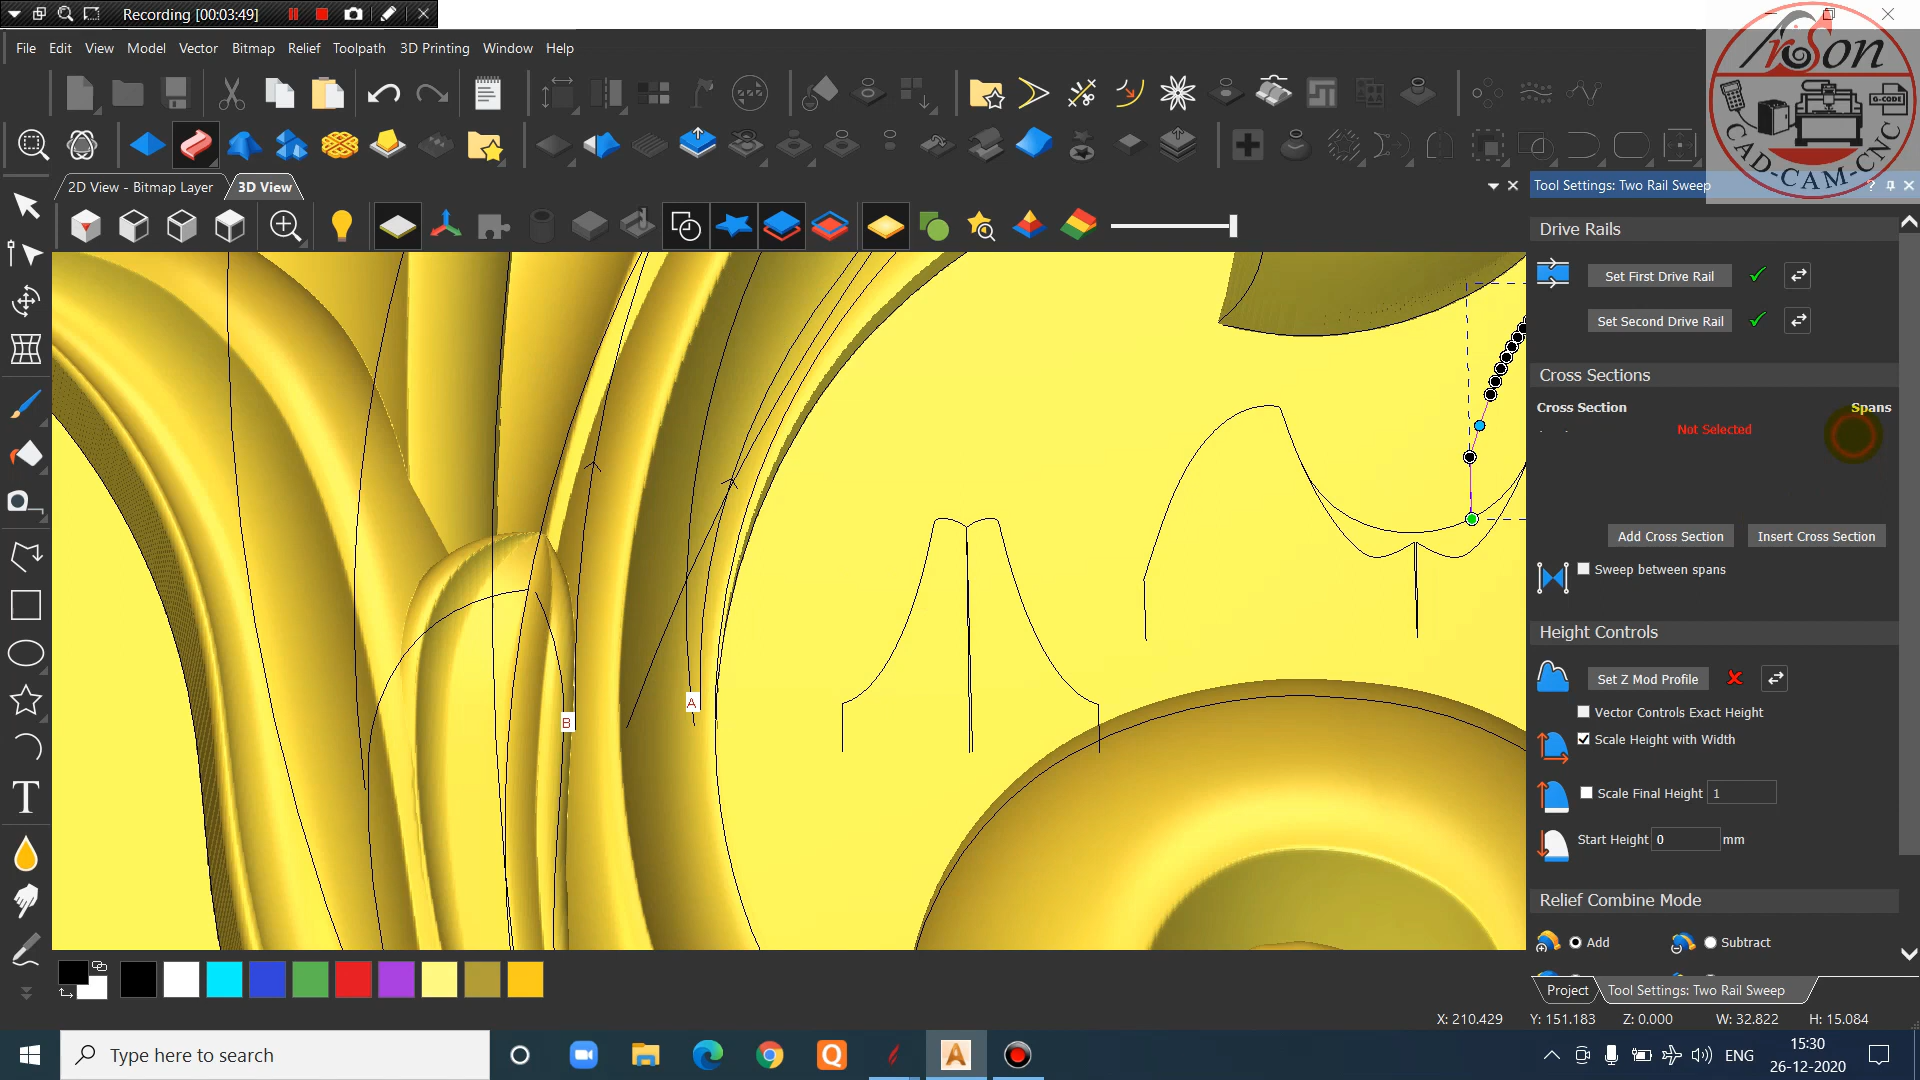 Recording [00:03:49]
File Edit View Model Vector Bitmap Relief Toolpath 3D Printing Window Help
ArSon
G-CODE
CAD-CAM-CNC
2D View - Bitmap Layer
3D View
Tool Settings: Two Rail Sweep
Drive Rails
Set First Drive Rail
Set Second Drive Rail
Cross Sections
Cross Section Spans
Not Selected
Add Cross Section Insert Cross Section
Sweep between spans
Height Controls
Set Z Mod Profile
Vector Controls Exact Height
Scale Height with Width
Scale Final Height 1
Start Height 0 mm
Relief Combine Mode
Add Subtract
A
B
Project Tool Settings: Two Rail Sweep
X: 210.429 Y: 151.183 Z: 0.000 W: 32.822 H: 15.084
Type here to search
ENG
15:30
26-12-2020